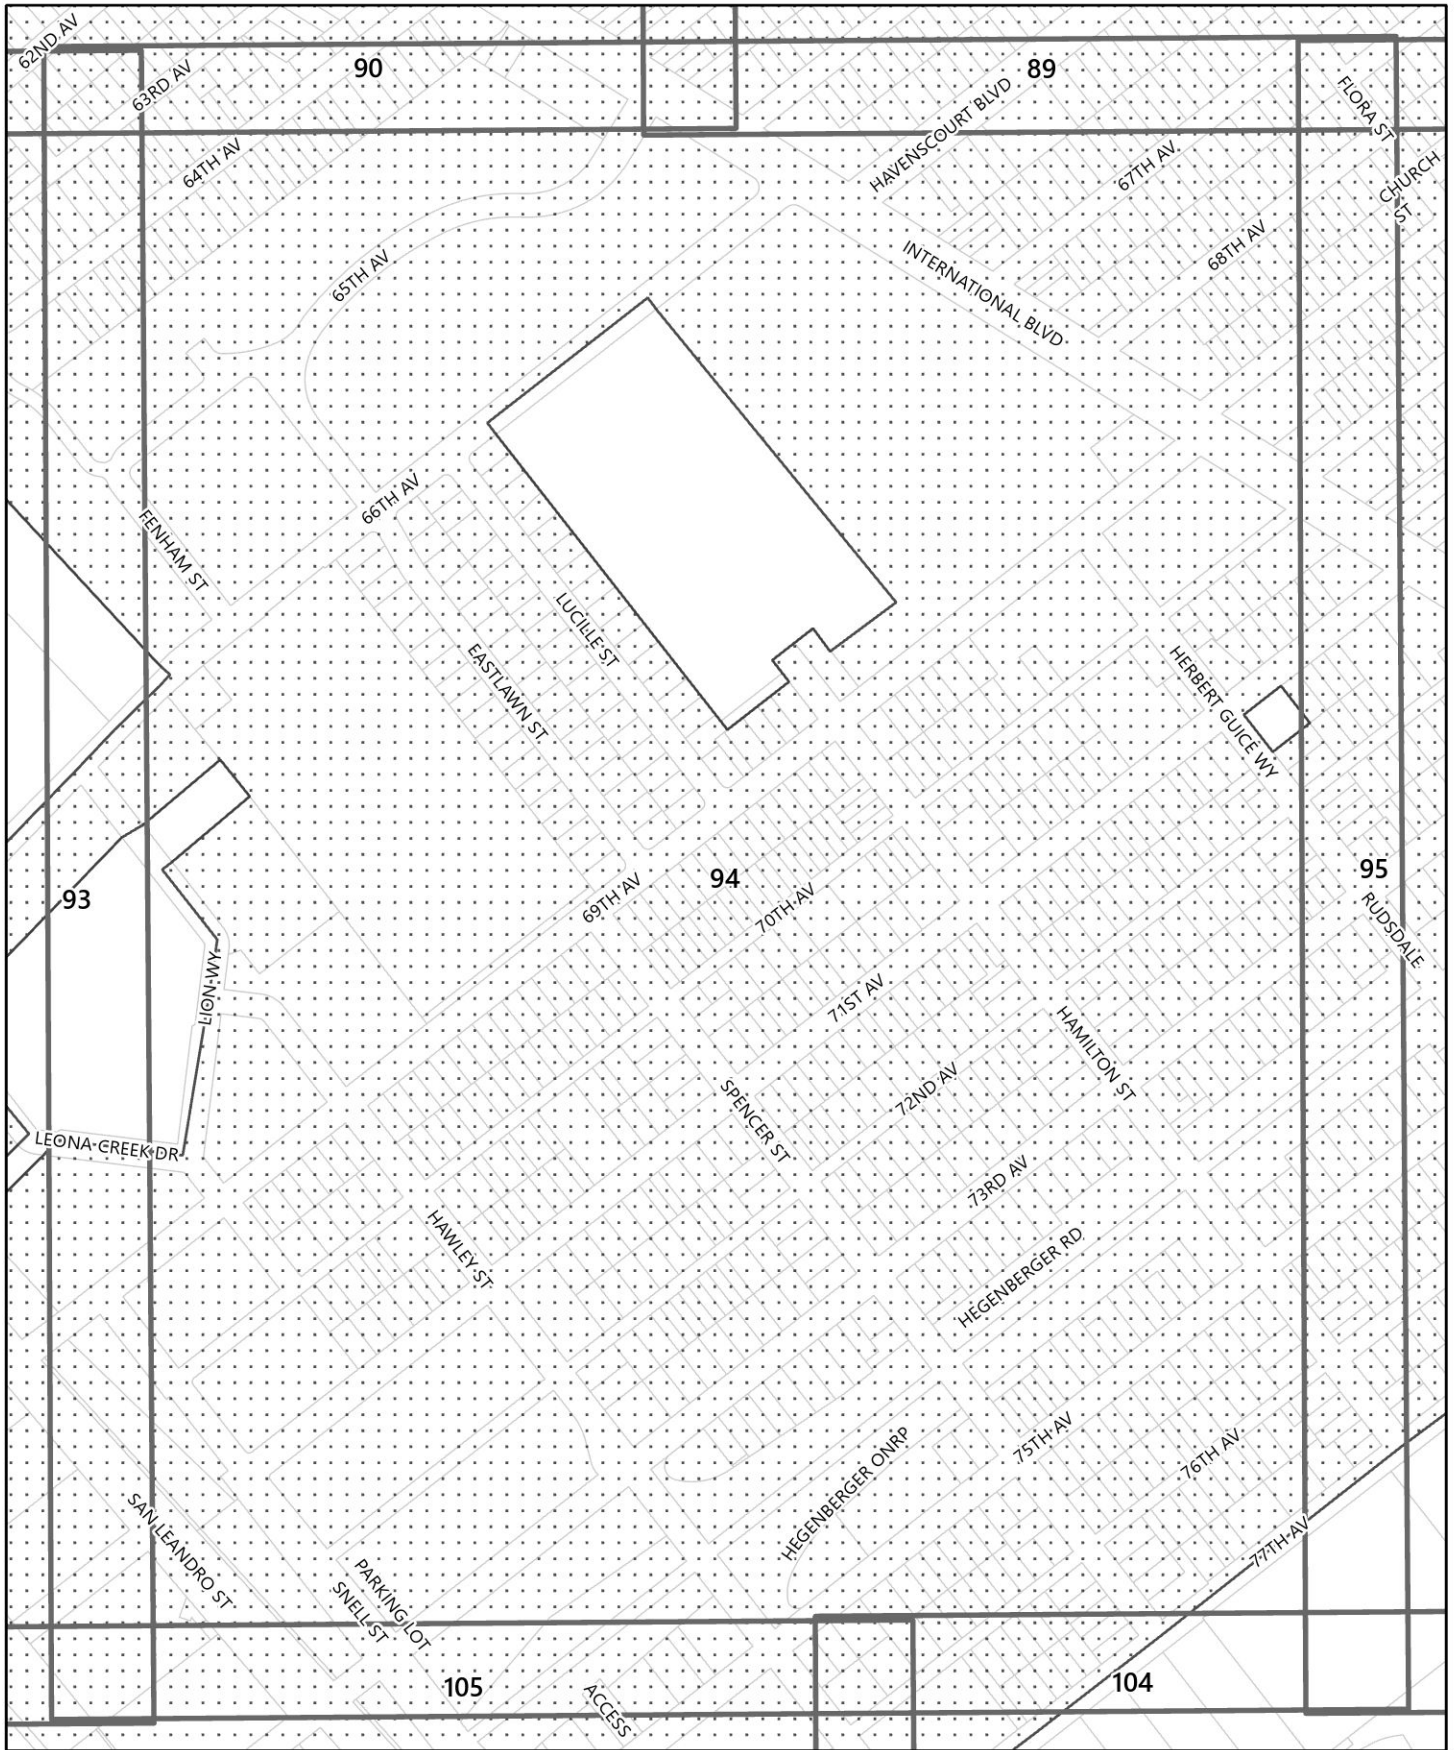 62ND AV
90
89
63RD AV
FLORA ST
HAVENSCOURT BLVD
64TH AV
67TH AV
CHURCH
ST
68TH AV
65TH AV
INTERNATIONAL BLVD
66TH AV
FENHAM ST
LUCILLE ST
EASTLAWN ST
HERBERT GUICE WY
94
95
93
69TH AV
70TH AV
RUDSDALE
LION WY
71ST AV
HAMILTON ST
72ND AV
SPENCER ST
LEONA CREEK DR
73RD AV
HAWLEY ST
HEGENBERGER RD
75TH AV
76TH AV
HEGENBERGER ONRP
SAN LEANDRO ST
77TH AV
PARKING LOT
SNELL ST
105
104
ACCESS